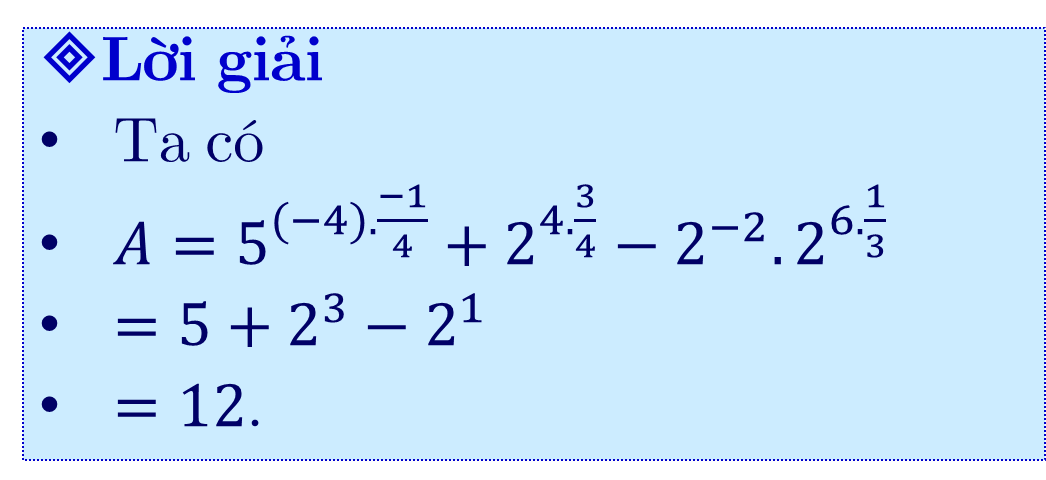 Lời giải
• Ta có
• A = 5^{(−4).\frac{−1}{4}} + 2^{4.\frac{3}{4}} − 2^{−2}. 2^{6.\frac{1}{3}}
• = 5 + 2^3 − 2^1
• = 12.